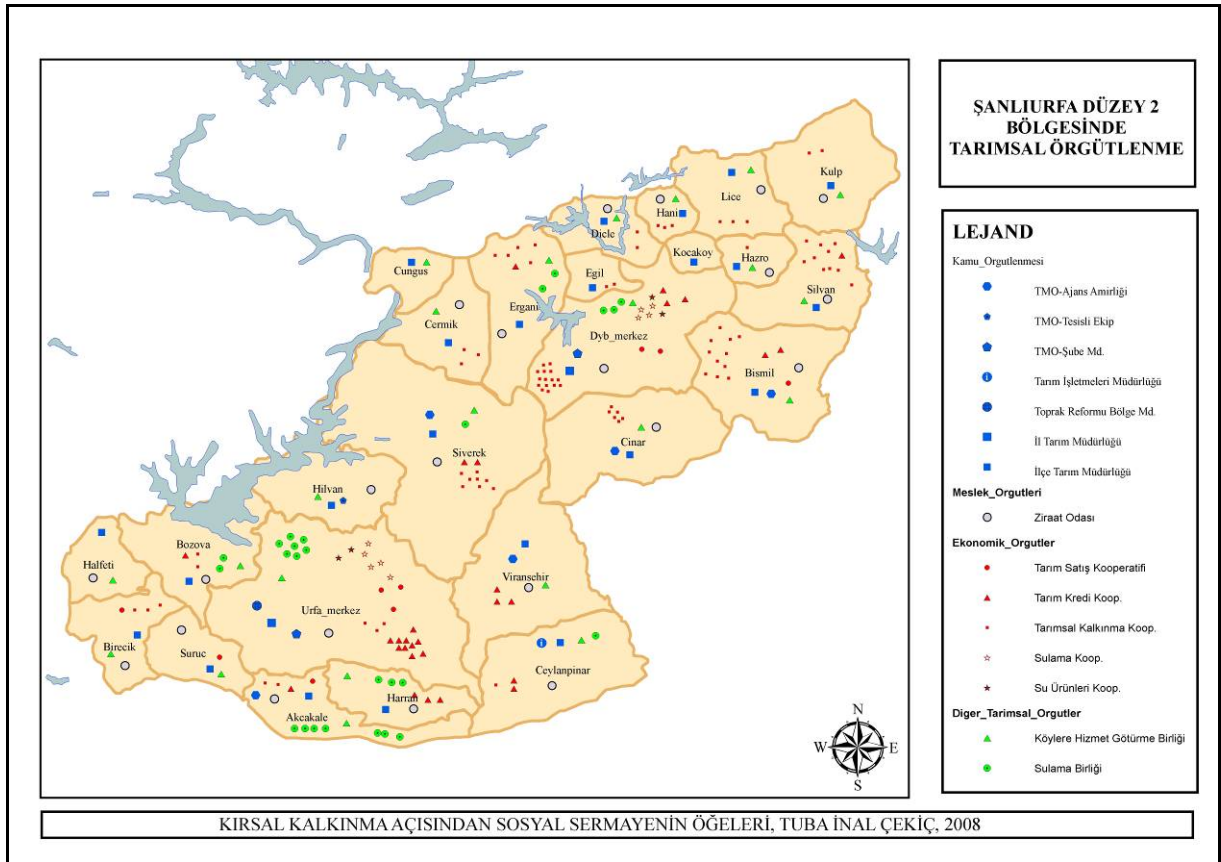 ŞANLIURFA DÜZEY 2
BÖLGESİNDE
TARIMSAL ÖRGÜTLENME
Kulp
Lice
Hani
Dicle
Kocakoy
Hazro
Cungus
Egil
Silvan
Ergani
Cermik
Dyb_merkez
Bismil
Cinar
Siverek
Hilvan
Bozova
Halfeti
Viransehir
Urfa_merkez
Birecik
Suruc
Ceylanpinar
Harran
Akcakale
N
W E
S
LEJAND
Kamu_Orgutlenmesi
TMO-Ajans Amirliği
TMO-Tesisli Ekip
TMO-Şube Md.
Tarım İşletmeleri Müdürlüğü
Toprak Reformu Bölge Md.
İl Tarım Müdürlüğü
İlçe Tarım Müdürlüğü
Meslek_Orgutleri
Ziraat Odası
Ekonomik_Orgutler
Tarım Satış Kooperatifi
Tarım Kredi Koop.
Tarımsal Kalkınma Koop.
Sulama Koop.
Su Ürünleri Koop.
Diger_Tarimsal_Orgutler
Köylere Hizmet Götürme Birliği
Sulama Birliği
KIRSAL KALKINMA AÇISINDAN SOSYAL SERMAYENİN ÖĞELERİ, TUBA İNAL ÇEKİÇ, 2008